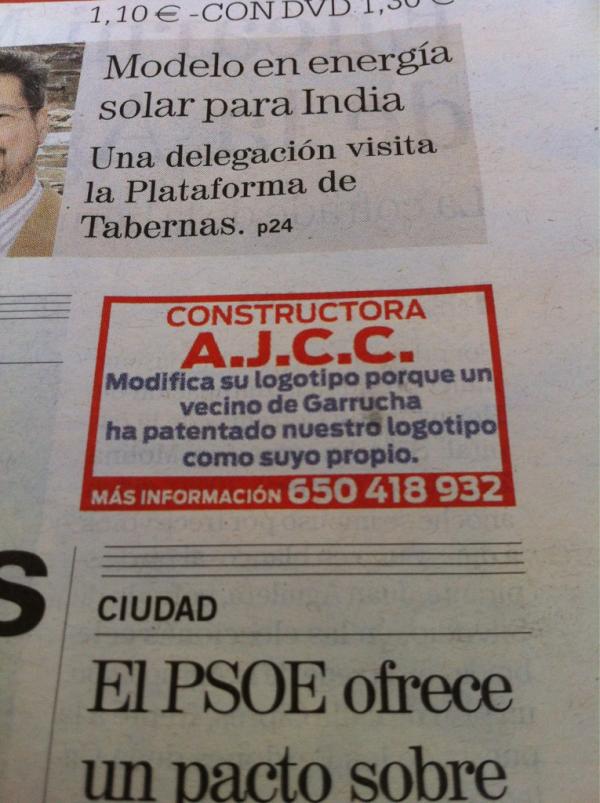 1,10 € -CON DVD 1,50 €
Modelo en energía
solar para India
Una delegación visita
la Plataforma de
Tabernas. p24
CONSTRUCTORA
A.J.C.C.
Modifica su logotipo porque un
vecino de Garrucha
ha patentado nuestro logotipo
como suyo propio.
MÁS INFORMACIÓN 650 418 932
s
CIUDAD
El PSOE ofrece
un pacto sobre